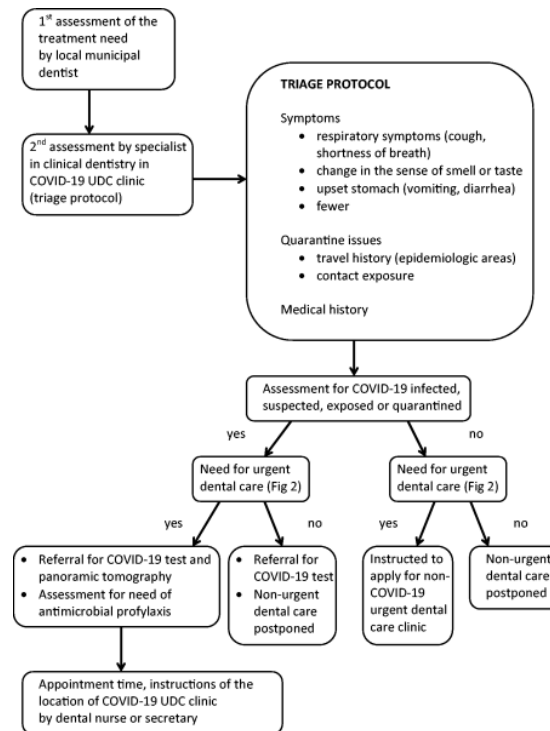 1st assessment of the
treatment need
by local municipal
dentist
2nd assessment by specialist
in clinical dentistry in
COVID-19 UDC clinic
(triage protocol)
TRIAGE PROTOCOL
Symptoms
• respiratory symptoms (cough,
shortness of breath)
• change in the sense of smell or taste
• upset stomach (vomiting, diarrhea)
• fewer
Quarantine issues
• travel history (epidemiologic areas)
• contact exposure
Medical history
Assessment for COVID-19 infected,
suspected, exposed or quarantined
yes
no
Need for urgent
dental care (Fig 2)
Need for urgent
dental care (Fig 2)
yes
no
yes
no
• Referral for COVID-19 test and
panoramic tomography
• Assessment for need of
antimicrobial profylaxis
• Referral for
COVID-19 test
• Non-urgent
dental care
postponed
Instructed to
apply for non-
COVID-19
urgent dental
care clinic
Non-urgent
dental care
postponed
Appointment time, instructions of the
location of COVID-19 UDC clinic
by dental nurse or secretary